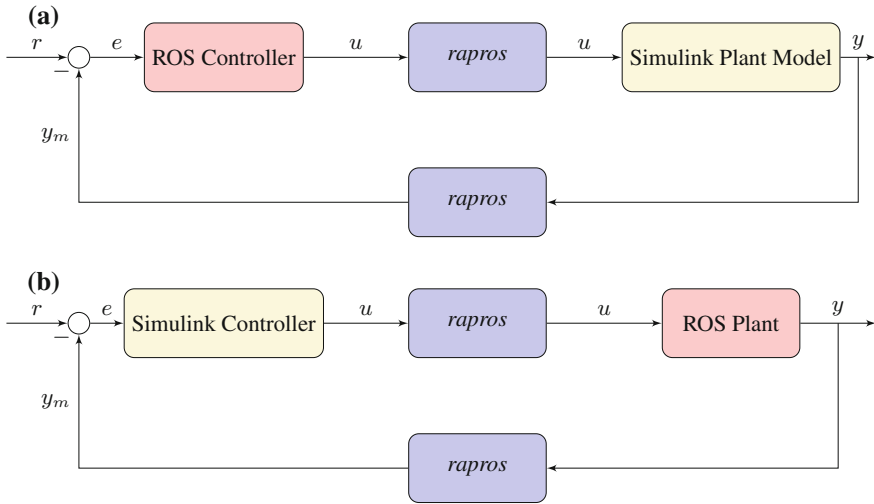 (a)
r
e
ROS Controller
u
rapros
u
Simulink Plant Model
y
−
y_m
rapros
(b)
r
e
Simulink Controller
u
rapros
u
ROS Plant
y
−
y_m
rapros